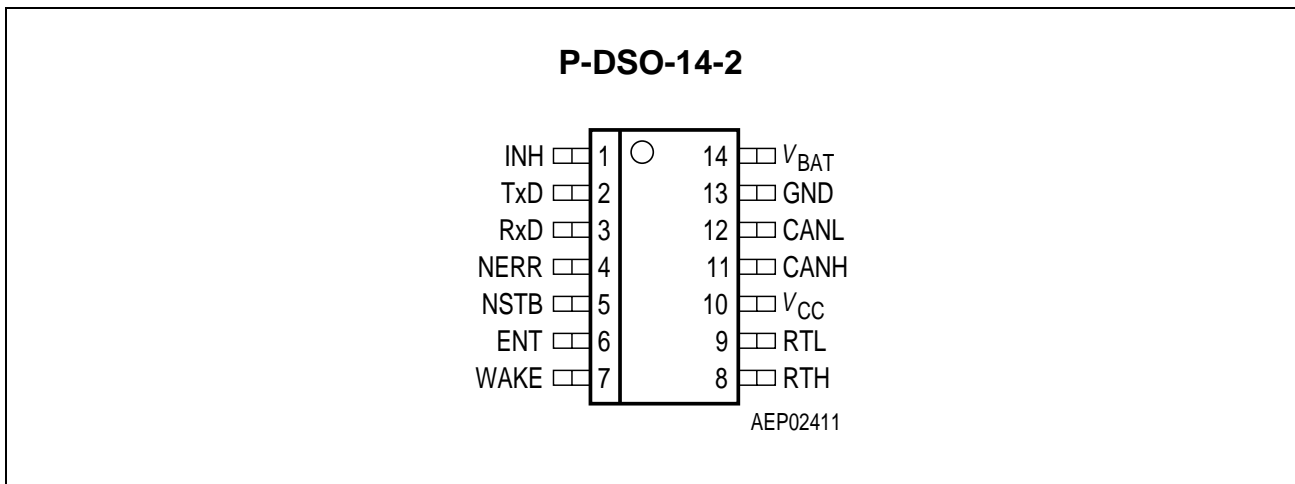 P-DSO-14-2
INH 1 14 VBAT
TxD 2 13 GND
RxD 3 12 CANL
NERR 4 11 CANH
NSTB 5 10 VCC
ENT 6 9 RTL
WAKE 7 8 RTH
AEP02411